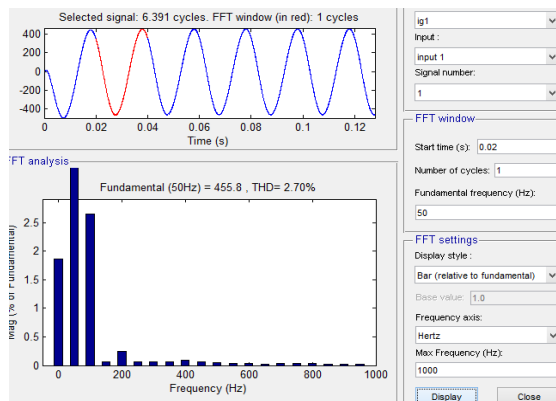 Selected signal: 6.391 cycles. FFT window (in red): 1 cycles
400
200
0
-200
-400
0
0.02
0.04
0.06
0.08
0.1
0.12
Time (s)
FFT analysis
Fundamental (50Hz) = 455.8 , THD= 2.70%
2.5
2
1.5
1
0.5
0
Mag (% of Fundamental)
0
200
400
600
800
1000
Frequency (Hz)
ig1
Input :
input 1
Signal number:
1
FFT window
Start time (s): 0.02
Number of cycles: 1
Fundamental frequency (Hz):
50
FFT settings
Display style :
Bar (relative to fundamental)
Base value: 1.0
Frequency axis:
Hertz
Max Frequency (Hz):
1000
Display
Close